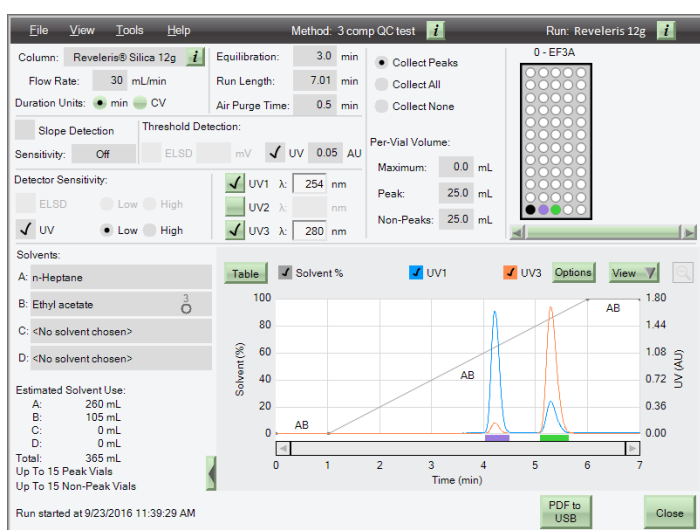 File View Tools Help Method: 3 comp QC test i Run: Reveleris 12g i
Column: Reveleris® Silica 12g i
Flow Rate: 30 mL/min
Duration Units: min CV
Equilibration: 3.0 min
Run Length: 7.01 min
Air Purge Time: 0.5 min
Slope Detection
Sensitivity: Off
Threshold Detection:
ELSD mV UV 0.05 AU
Collect Peaks
Collect All
Collect None
Per-Vial Volume:
Maximum: 0.0 mL
Peak: 25.0 mL
Non-Peaks: 25.0 mL
0 - EF3A
Detector Sensitivity:
ELSD Low High
UV Low High
UV1 λ: 254 nm
UV2 λ: nm
UV3 λ: 280 nm
Solvents:
A: n-Heptane
B: Ethyl acetate 3
C: <No solvent chosen>
D: <No solvent chosen>
Estimated Solvent Use:
A: 260 mL
B: 105 mL
C: 0 mL
D: 0 mL
Total: 365 mL
Up To 15 Peak Vials
Up To 15 Non-Peak Vials
Table Solvent % UV1 UV3 Options View
100
80
60
40
20
0
Solvent (%)
1.80
1.44
1.08
0.72
0.36
0.00
UV (AU)
AB
AB
AB
0 1 2 3 4 5 6 7
Time (min)
Run started at 9/23/2016 11:39:29 AM
PDF to
USB
Close